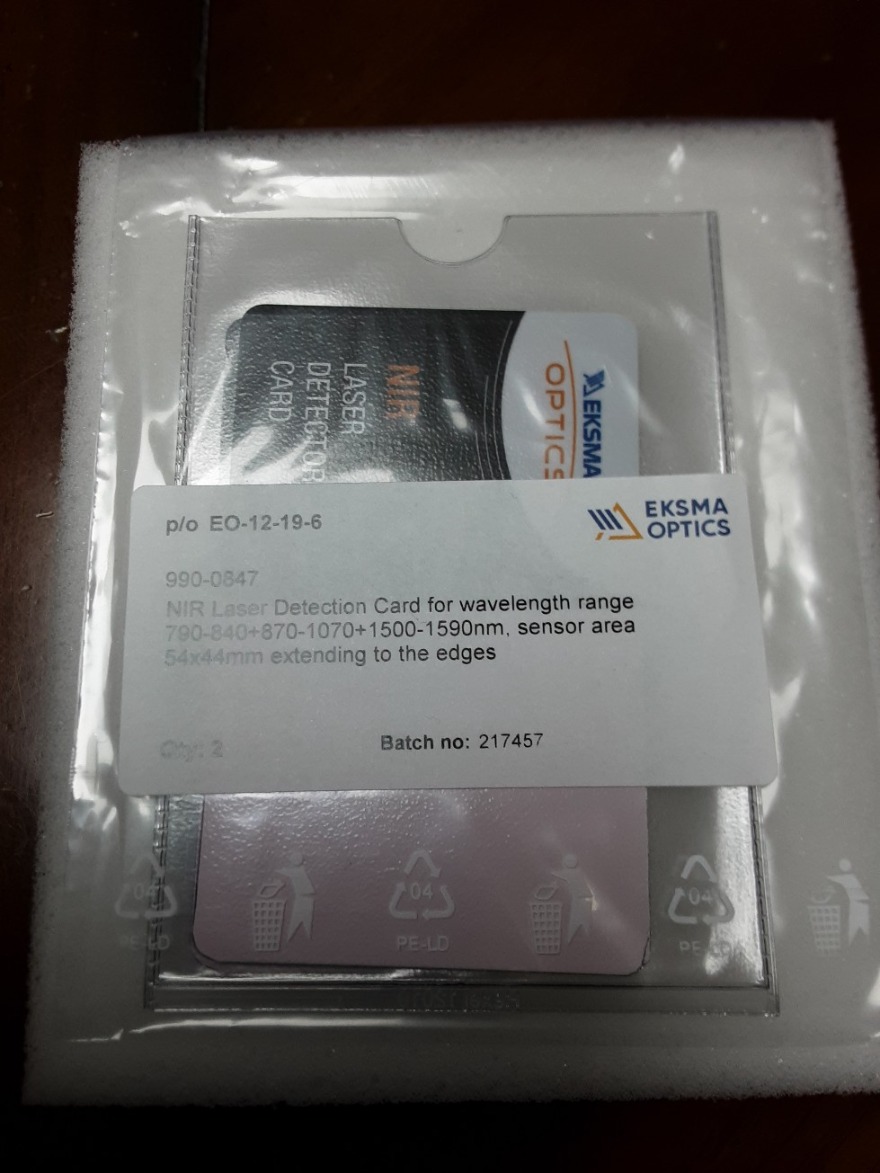 NIR
LASER
DETECTOR
CARD
EKSMA
OPTICS
p/o EO-12-19-6
EKSMA
OPTICS
990-0847
NIR Laser Detection Card for wavelength range
790-840+870-1070+1500-1590nm, sensor area
54x44mm extending to the edges
Qty: 2
Batch no: 217457
04
PE-LD
04
PE-LD
04
PE-LD